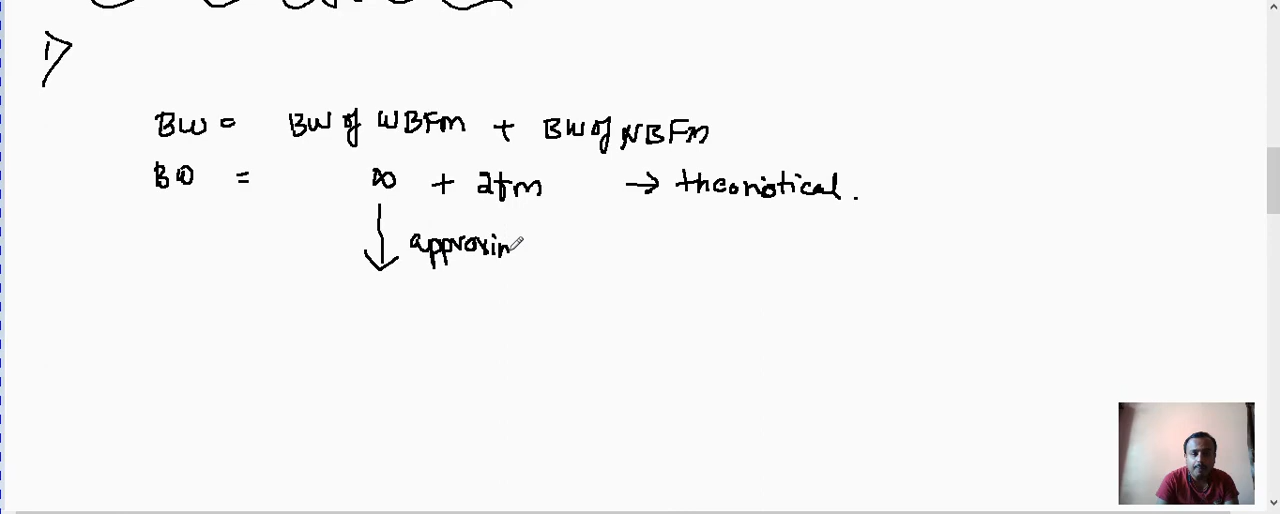 1)
BW = BW of WBFM + BW of NBFM
BW = ∞ + 2fm → theoritical.
↓ approxim